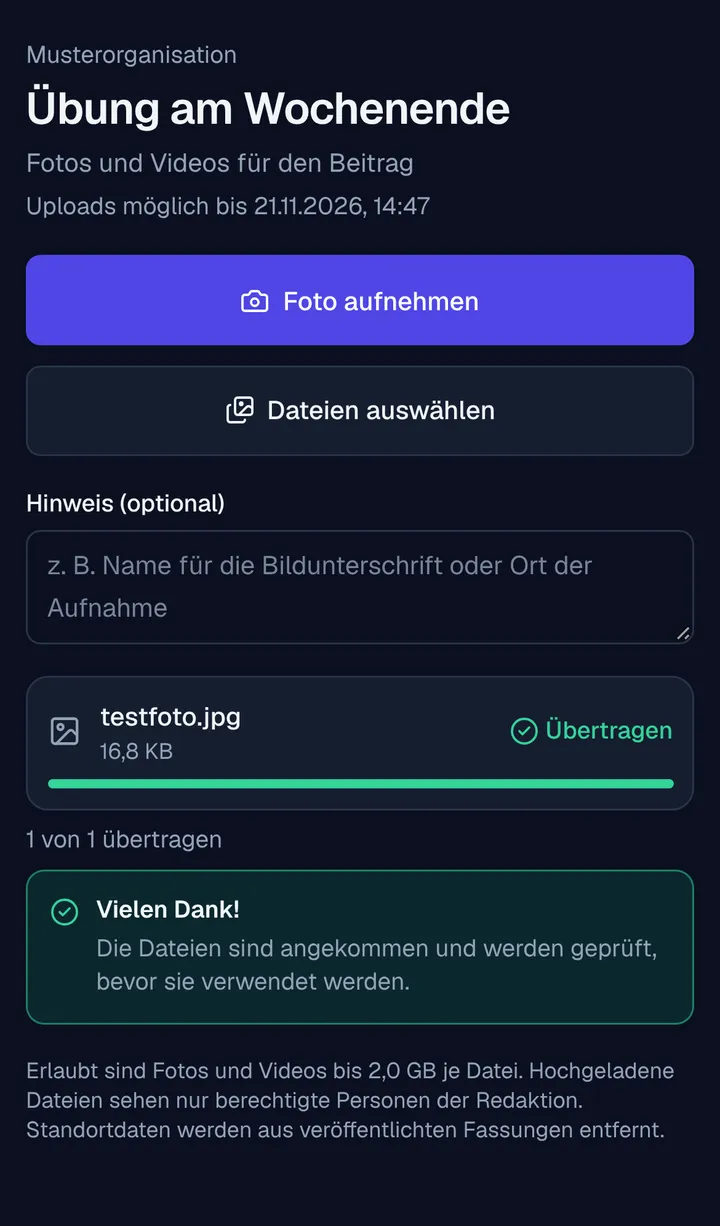 Musterorganisation
Übung am Wochenende
Fotos und Videos für den Beitrag
Uploads möglich bis 21.11.2026, 14:47
Foto aufnehmen
Dateien auswählen
Hinweis (optional)
z. B. Name für die Bildunterschrift oder Ort der
Aufnahme
testfoto.jpg
16,8 KB
Übertragen
1 von 1 übertragen
Vielen Dank!
Die Dateien sind angekommen und werden geprüft,
bevor sie verwendet werden.
Erlaubt sind Fotos und Videos bis 2,0 GB je Datei. Hochgeladene
Dateien sehen nur berechtigte Personen der Redaktion.
Standortdaten werden aus veröffentlichten Fassungen entfernt.